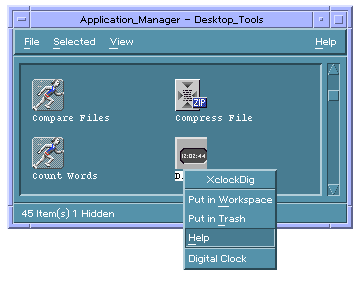 Application_Manager - Desktop_Tools
File Selected View Help
Compare Files
Compress File
ZIP
Count Words
12:02:44
D
XclockDig
Put in Workspace
Put in Trash
Help
Digital Clock
45 Item(s) 1 Hidden